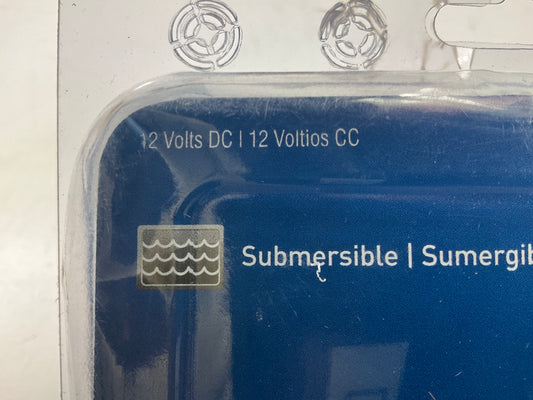 12 Volts DC | 12 Voltios CC
Submersible | Sumergib